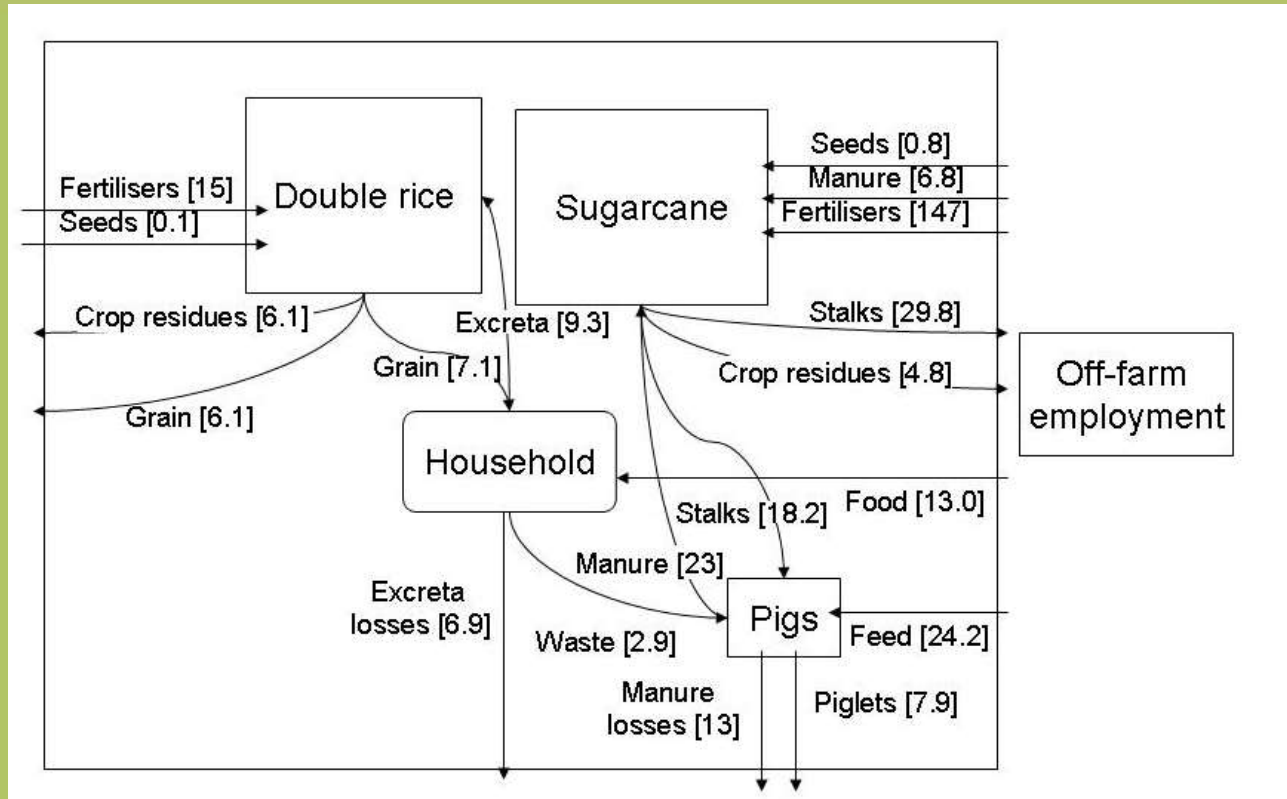 Seeds [0.8]
Manure [6.8]
Fertilisers [147]
Fertilisers [15]
Seeds [0.1]
Double rice
Sugarcane
Crop residues [6.1]
Excreta [9.3]
Stalks [29.8]
Grain [7.1]
Crop residues [4.8]
Off-farm
employment
Grain [6.1]
Household
Food [13.0]
Stalks [18.2]
Manure [23]
Excreta
losses [6.9]
Waste [2.9]
Pigs
Feed [24.2]
Manure
losses [13]
Piglets [7.9]